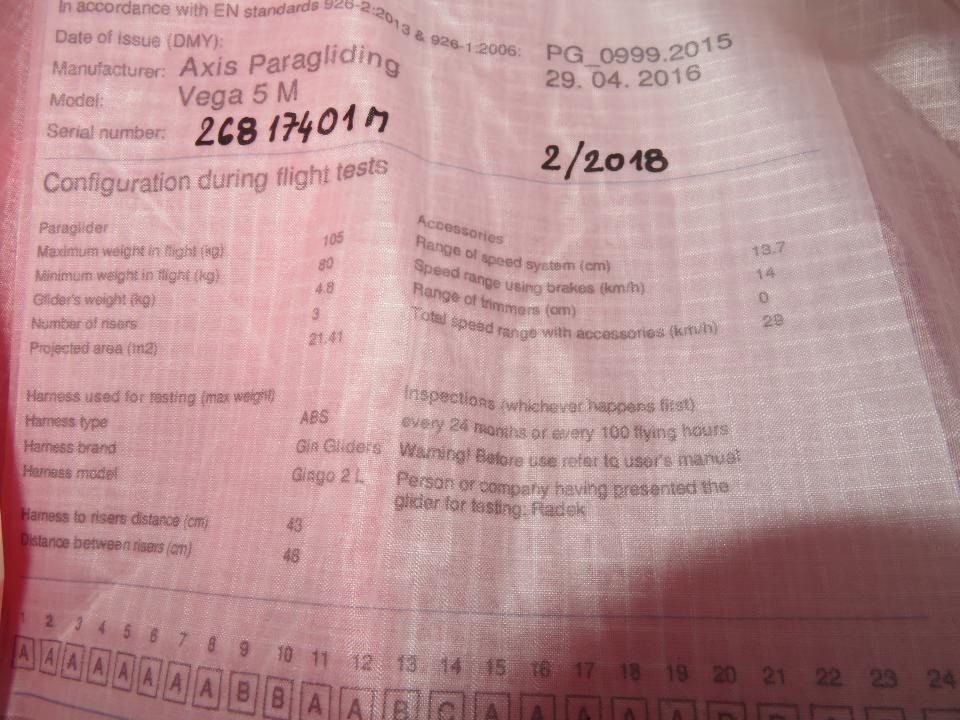 In accordance with EN standards 926-2:2013 & 926-1:2006: PG_0999.2015
Date of issue (DMY): 29. 04. 2016
Manufacturer: Axis Paragliding
Model: Vega 5 M
Serial number: 26817401M 2/2018
Configuration during flight tests
Paraglider
Maximum weight in flight (kg) 105
Minimum weight in flight (kg) 80
Glider's weight (kg) 4.8
Number of risers 3
Projected area (m2) 21.41
Accessories
Range of speed system (cm) 13.7
Speed range using brakes (km/h) 14
Range of trimmers (cm) 0
Total speed range with accessories (km/h) 29
Harness used for testing (max weight)
Harness type ABS
Harness brand Gin Gliders
Harness model Gingo 2 L
Harness to risers distance (cm) 43
Distance between risers (cm) 46
Inspections (whichever happens first)
every 24 months or every 100 flying hours
Warning! Before use refer to user's manual
Person or company having presented the
glider for testing: Radek
1 2 3 4 5 6 7 8 9 10 11 12 13 14 15 16 17 18 19 20 21 22 23 24
A A A A A A A A B B A A B C A A A A A